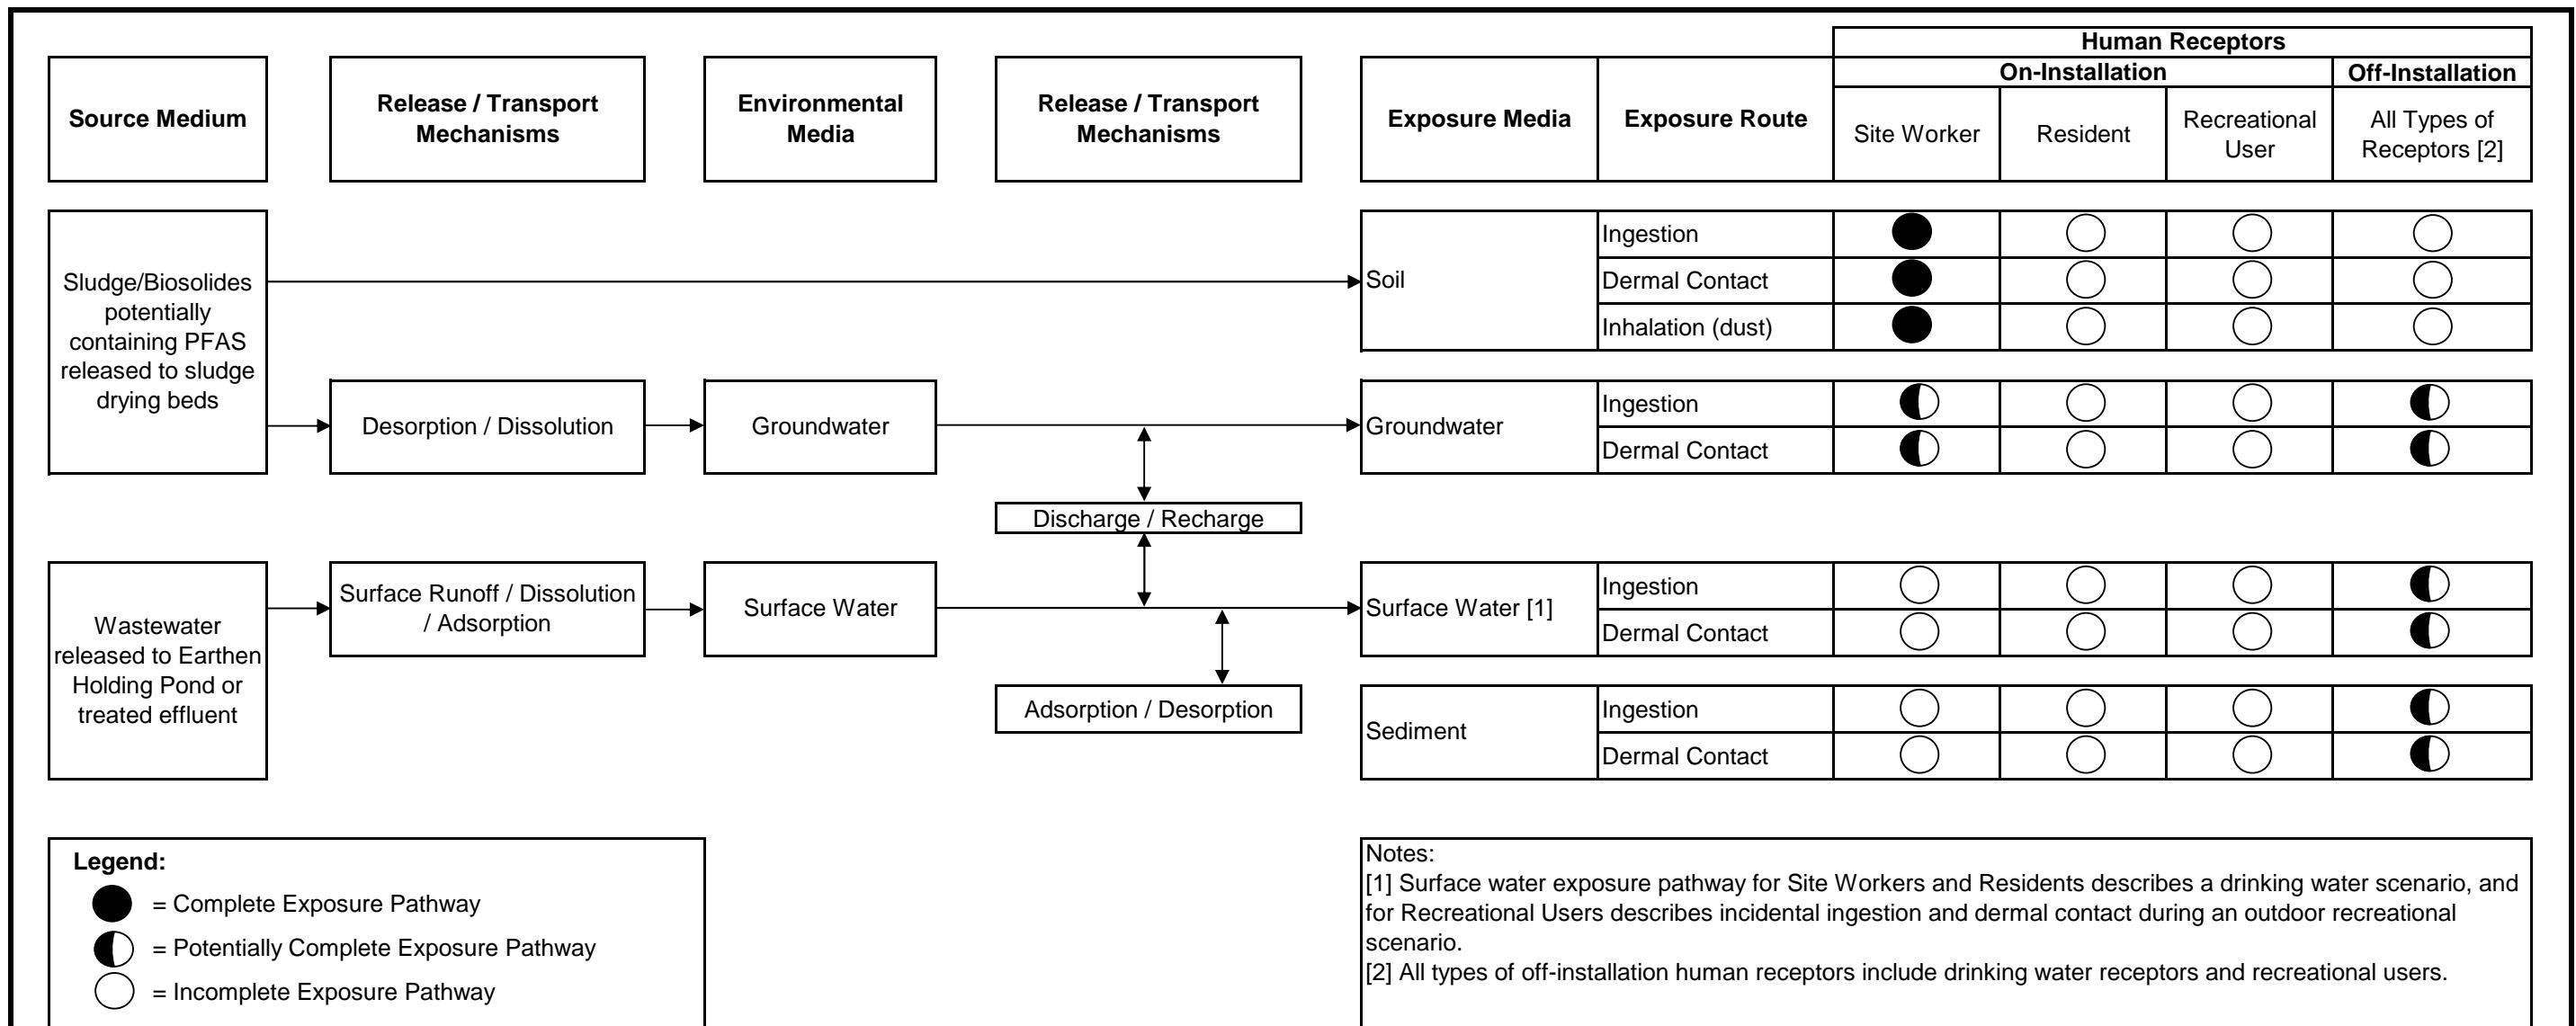 Human Receptors
On-Installation
Off-Installation
Source Medium
Release / Transport
Mechanisms
Environmental
Media
Release / Transport
Mechanisms
Exposure Media
Exposure Route
Site Worker
Resident
Recreational
User
All Types of
Receptors [2]
Sludge/Biosolides
potentially
containing PFAS
released to sludge
drying beds
Soil
Ingestion
Dermal Contact
Inhalation (dust)
Desorption / Dissolution
Groundwater
Groundwater
Ingestion
Dermal Contact
Discharge / Recharge
Wastewater
released to Earthen
Holding Pond or
treated effluent
Surface Runoff / Dissolution
/ Adsorption
Surface Water
Surface Water [1]
Ingestion
Dermal Contact
Adsorption / Desorption
Sediment
Ingestion
Dermal Contact
Legend:
= Complete Exposure Pathway
= Potentially Complete Exposure Pathway
= Incomplete Exposure Pathway
Notes:
[1] Surface water exposure pathway for Site Workers and Residents describes a drinking water scenario, and
for Recreational Users describes incidental ingestion and dermal contact during an outdoor recreational
scenario.
[2] All types of off-installation human receptors include drinking water receptors and recreational users.